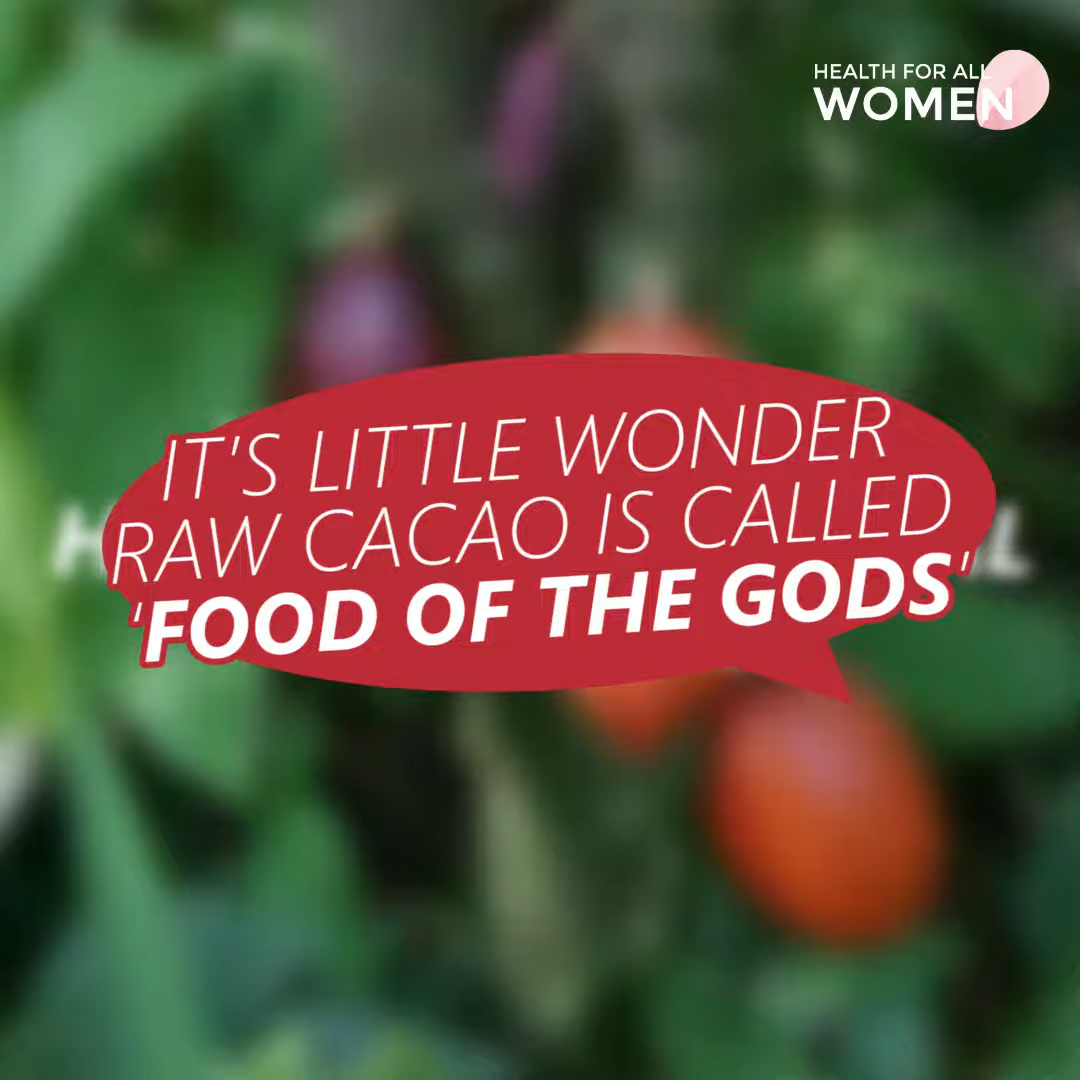 HEALTH FOR ALL
WOMEN
IT'S LITTLE WONDER
RAW CACAO IS CALLED
'FOOD OF THE GODS'